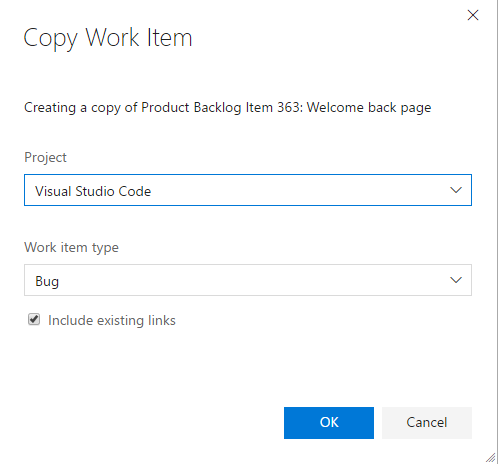 Copy Work Item
Creating a copy of Product Backlog Item 363: Welcome back page
Project
Visual Studio Code
Work item type
Bug
Include existing links
OK
Cancel